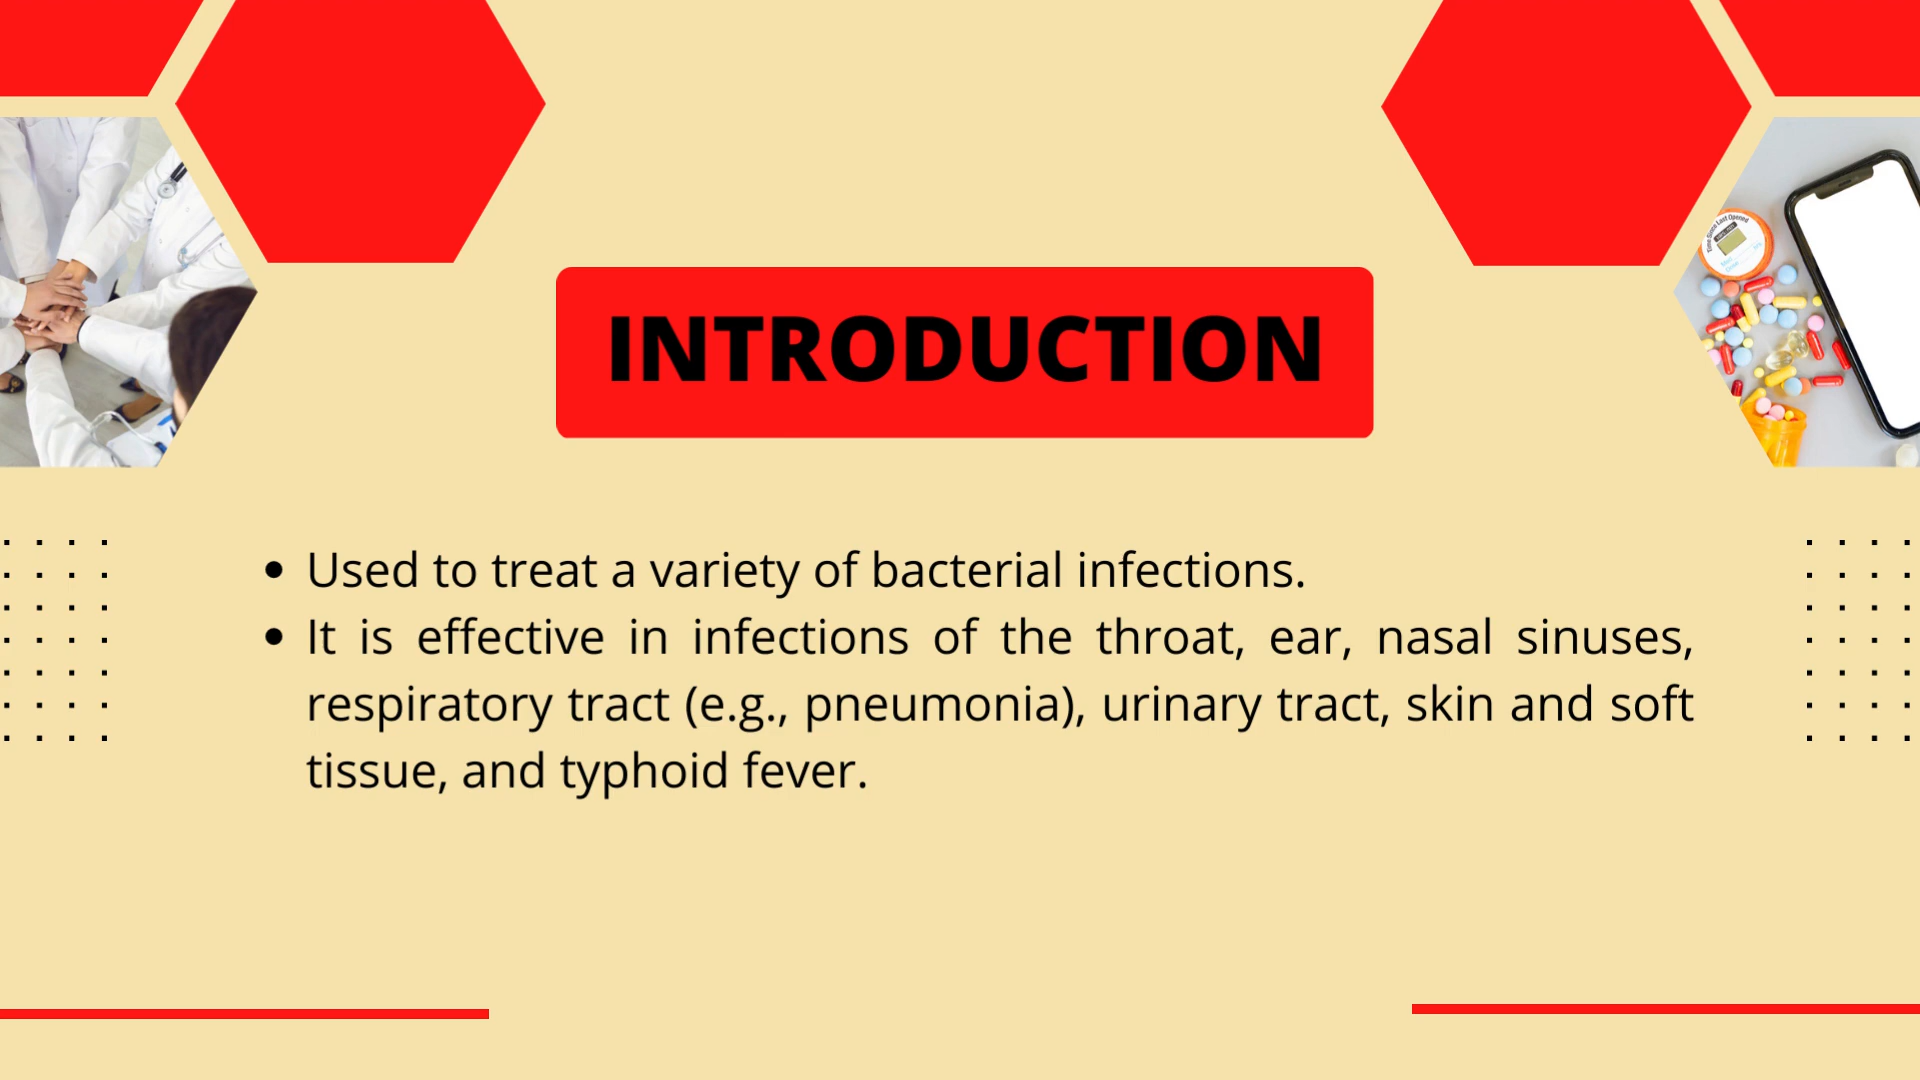 INTRODUCTION
• Used to treat a variety of bacterial infections.
• It is effective in infections of the throat, ear, nasal sinuses,
respiratory tract (e.g., pneumonia), urinary tract, skin and soft
tissue, and typhoid fever.